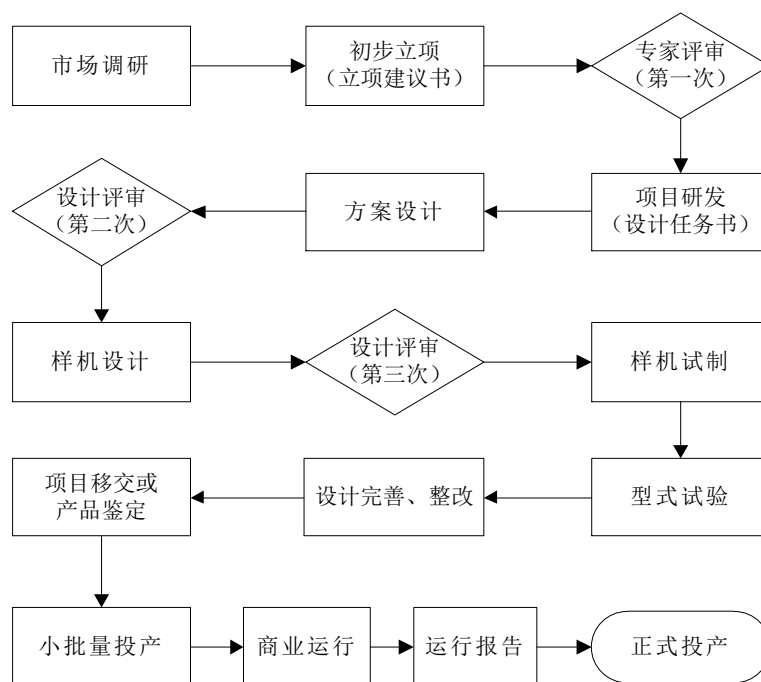 市场调研
初步立项
（立项建议书）
专家评审
（第一次）
设计评审
（第二次）
方案设计
项目研发
（设计任务书）
样机设计
设计评审
（第三次）
样机试制
项目移交或
产品鉴定
设计完善、整改
型式试验
小批量投产
商业运行
运行报告
正式投产